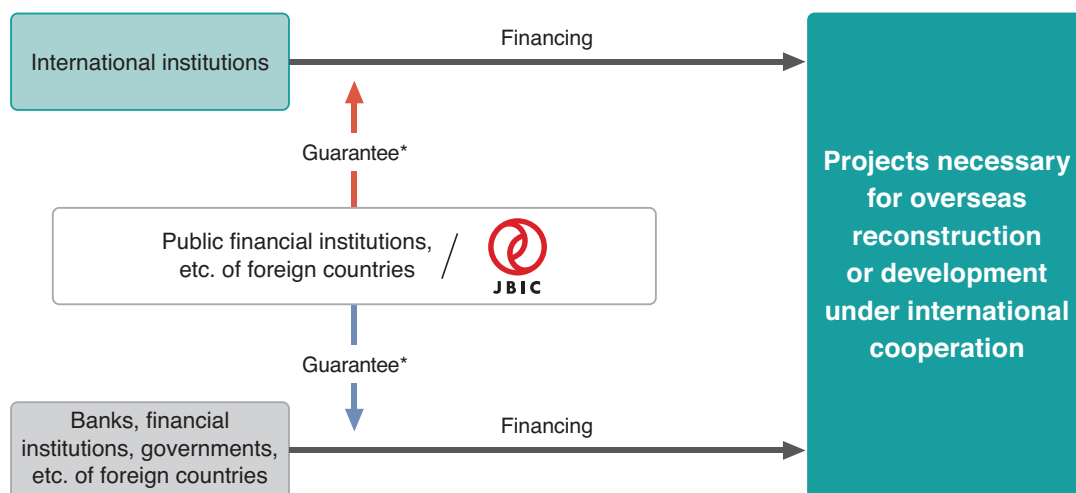 Financing
International institutions
Guarantee*
Public financial institutions,
etc. of foreign countries
/
JBIC
Guarantee*
Banks, financial
institutions, governments,
etc. of foreign countries
Financing
Projects necessary
for overseas
reconstruction
or development
under international
cooperation